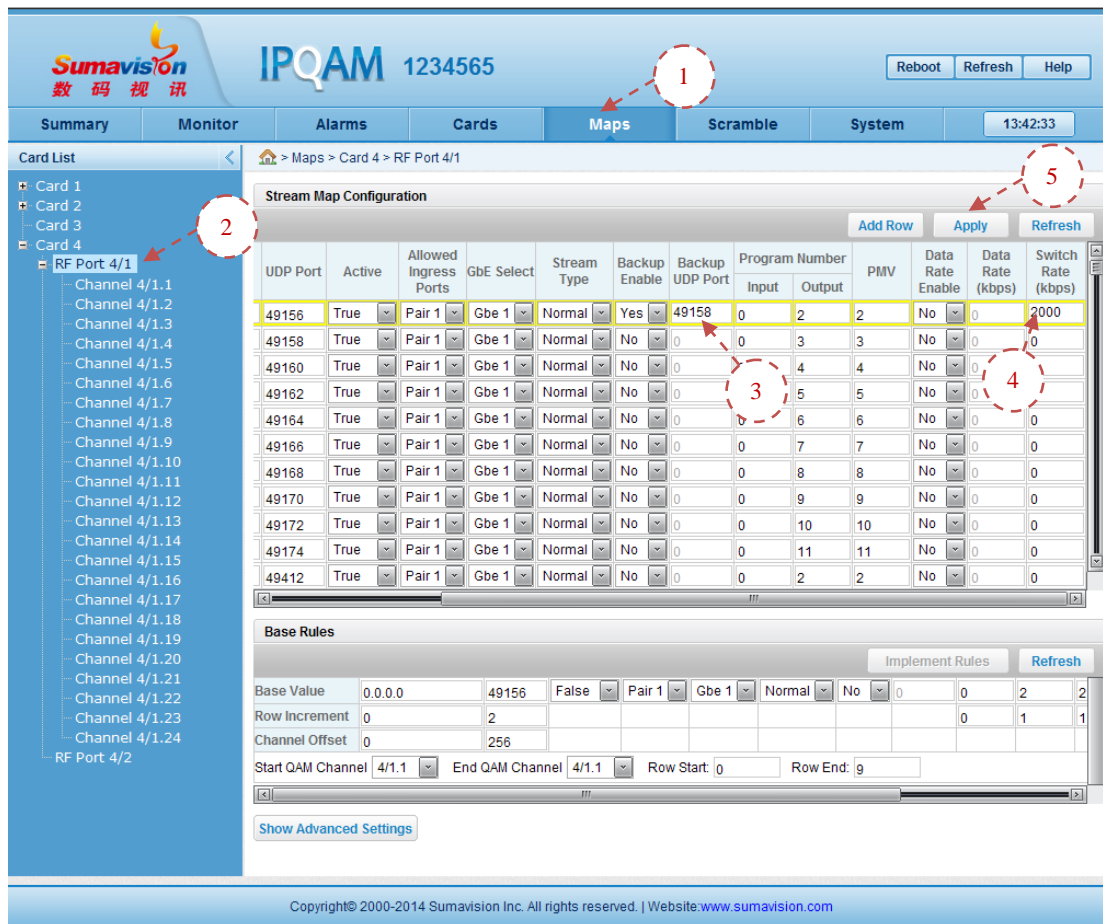 Sumavision
数 码 视 讯
IPQAM 1234565
1
Reboot Refresh Help
Summary Monitor Alarms Cards Maps Scramble System 13:42:33
Card List
> Maps > Card 4 > RF Port 4/1
Card 1
Card 2
Card 3
Card 4
RF Port 4/1
Channel 4/1.1
Channel 4/1.2
Channel 4/1.3
Channel 4/1.4
Channel 4/1.5
Channel 4/1.6
Channel 4/1.7
Channel 4/1.8
Channel 4/1.9
Channel 4/1.10
Channel 4/1.11
Channel 4/1.12
Channel 4/1.13
Channel 4/1.14
Channel 4/1.15
Channel 4/1.16
Channel 4/1.17
Channel 4/1.18
Channel 4/1.19
Channel 4/1.20
Channel 4/1.21
Channel 4/1.22
Channel 4/1.23
Channel 4/1.24
RF Port 4/2
2
Stream Map Configuration
5
Add Row Apply Refresh
UDP Port Active Allowed Ingress Ports GbE Select Stream Type Backup Enable Backup UDP Port Program Number Input Output PMV Data Rate Enable Data Rate (kbps) Switch Rate (kbps)
49156 True Pair 1 Gbe 1 Normal Yes 49158 0 2 2 No 0 2000
49158 True Pair 1 Gbe 1 Normal No 0 0 3 3 No 0 0
49160 True Pair 1 Gbe 1 Normal No 0 4 4 No 0
49162 True Pair 1 Gbe 1 Normal No 0 5 5 No 0
49164 True Pair 1 Gbe 1 Normal No 0 0 6 6 No 0 0
49166 True Pair 1 Gbe 1 Normal No 0 0 7 7 No 0 0
49168 True Pair 1 Gbe 1 Normal No 0 0 8 8 No 0 0
49170 True Pair 1 Gbe 1 Normal No 0 0 9 9 No 0 0
49172 True Pair 1 Gbe 1 Normal No 0 0 10 10 No 0 0
49174 True Pair 1 Gbe 1 Normal No 0 0 11 11 No 0 0
49412 True Pair 1 Gbe 1 Normal No 0 0 2 2 No 0 0
3
4
Base Rules
Implement Rules Refresh
Base Value 0.0.0.0 49156 False Pair 1 Gbe 1 Normal No 0 0 2 2
Row Increment 0 2 0 1 1
Channel Offset 0 256
Start QAM Channel 4/1.1 End QAM Channel 4/1.1 Row Start: 0 Row End: 9
Show Advanced Settings
Copyright© 2000-2014 Sumavision Inc. All rights reserved. | Website:www.sumavision.com